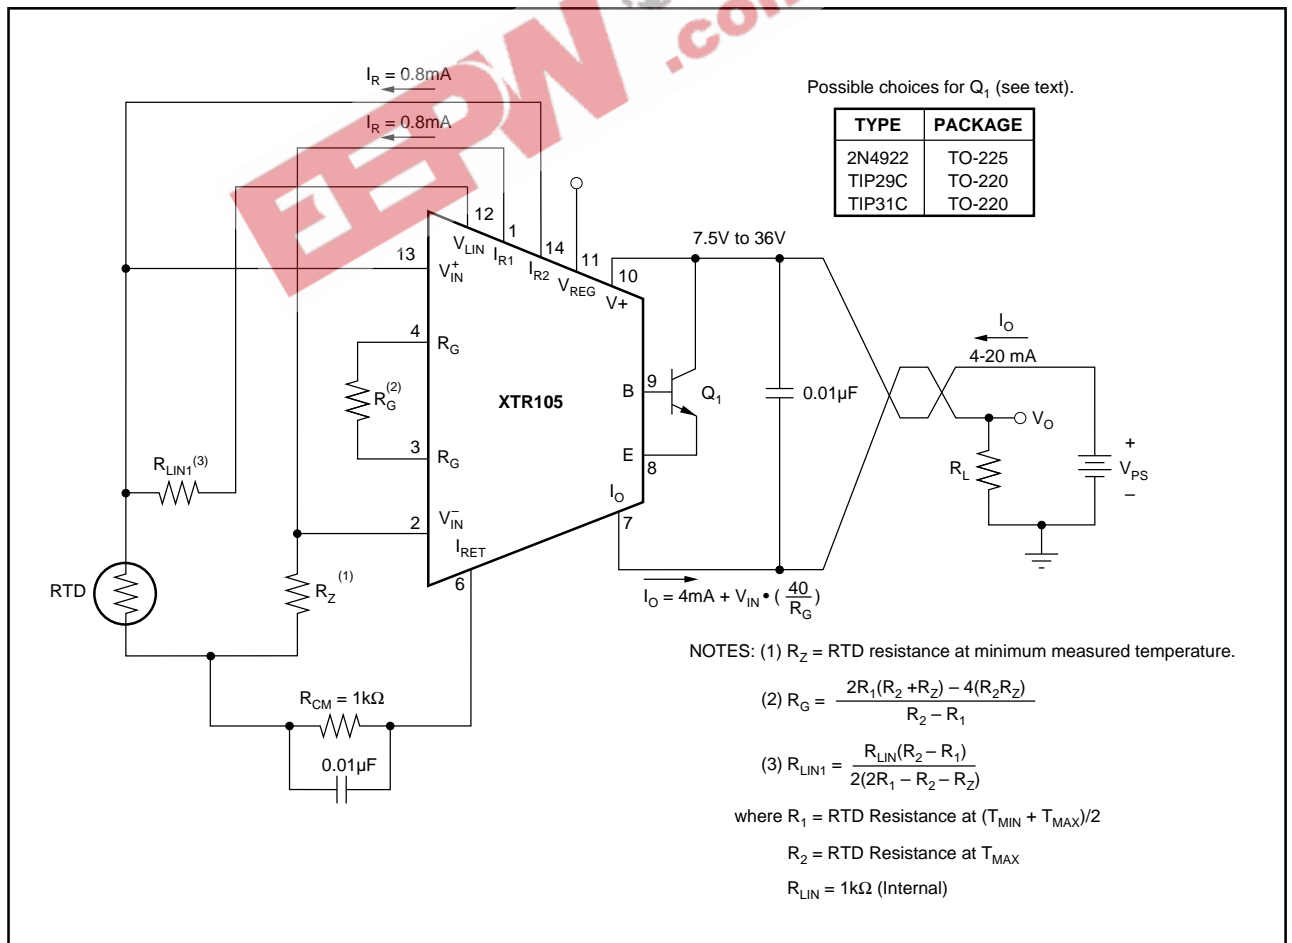 EEPW
.com
I_R = 0.8mA
I_R = 0.8mA
Possible choices for Q_1 (see text).
TYPE PACKAGE
2N4922 TO-225
TIP29C TO-220
TIP31C TO-220
12
1
14
11
10
13
V_LIN
I_R1
I_R2
V_REG
V+
V_IN^+
7.5V to 36V
4
R_G
R_G^(2)
XTR105
3
R_G
B
9
Q_1
E
8
0.01µF
I_O
4-20 mA
V_O
R_L
+
V_PS
–
R_LIN1^(3)
2
V_IN^–
I_RET
6
I_O
7
RTD
R_Z^(1)
I_O = 4mA + V_IN • (40/R_G)
R_CM = 1kΩ
0.01µF
NOTES: (1) R_Z = RTD resistance at minimum measured temperature.
(2) R_G = 2R_1(R_2 +R_Z) – 4(R_2R_Z) / R_2 – R_1
(3) R_LIN1 = R_LIN(R_2 – R_1) / 2(2R_1 – R_2 – R_Z)
where R_1 = RTD Resistance at (T_MIN + T_MAX)/2
R_2 = RTD Resistance at T_MAX
R_LIN = 1kΩ (Internal)